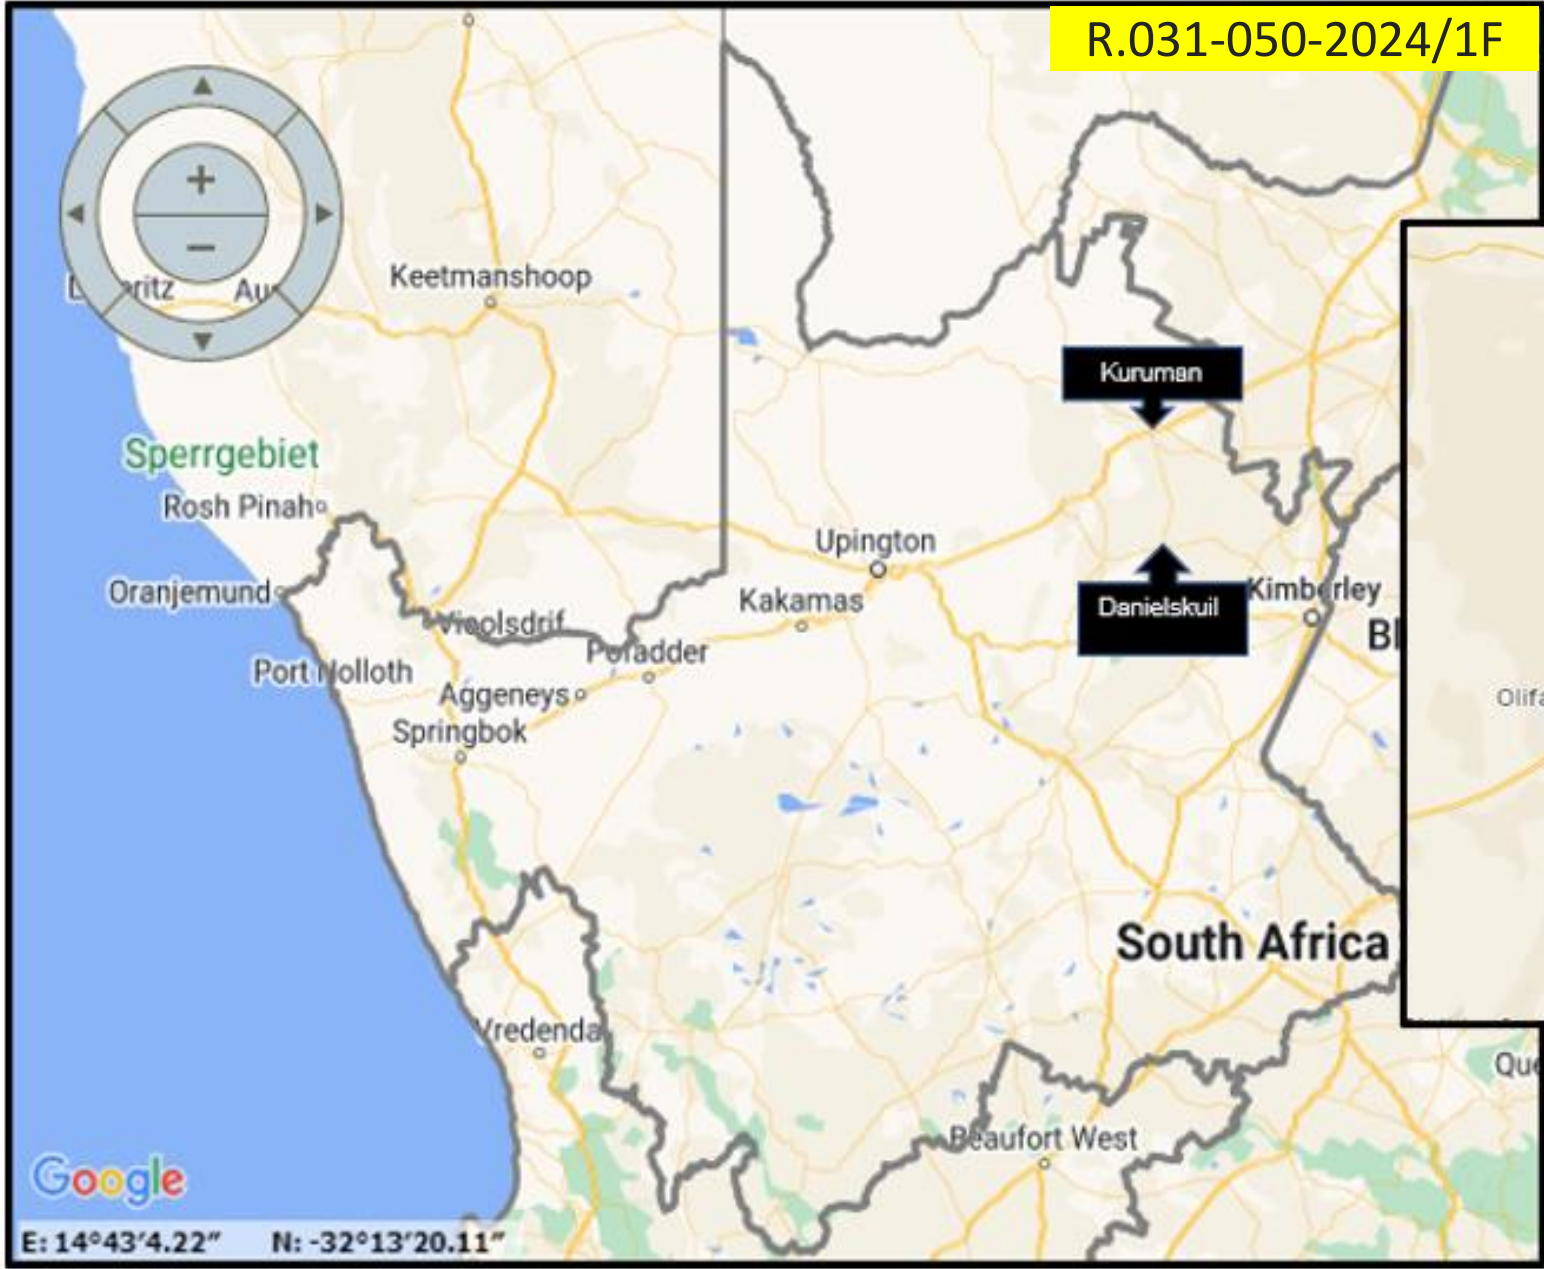 R.031-050-2024/1F
+
Keetmanshoop
−
Kuruman
Sperrgebiet
Rosh Pinah
Upington
Oranjemund
Kakamas
Kimberley
Danielskuil
Vioolsdrif
Pofadder
Port Nolloth
Aggeneys
Springbok
South Africa
Vredenda
Beaufort West
Google
E: 14°43′4.22″ N: -32°13′20.11″